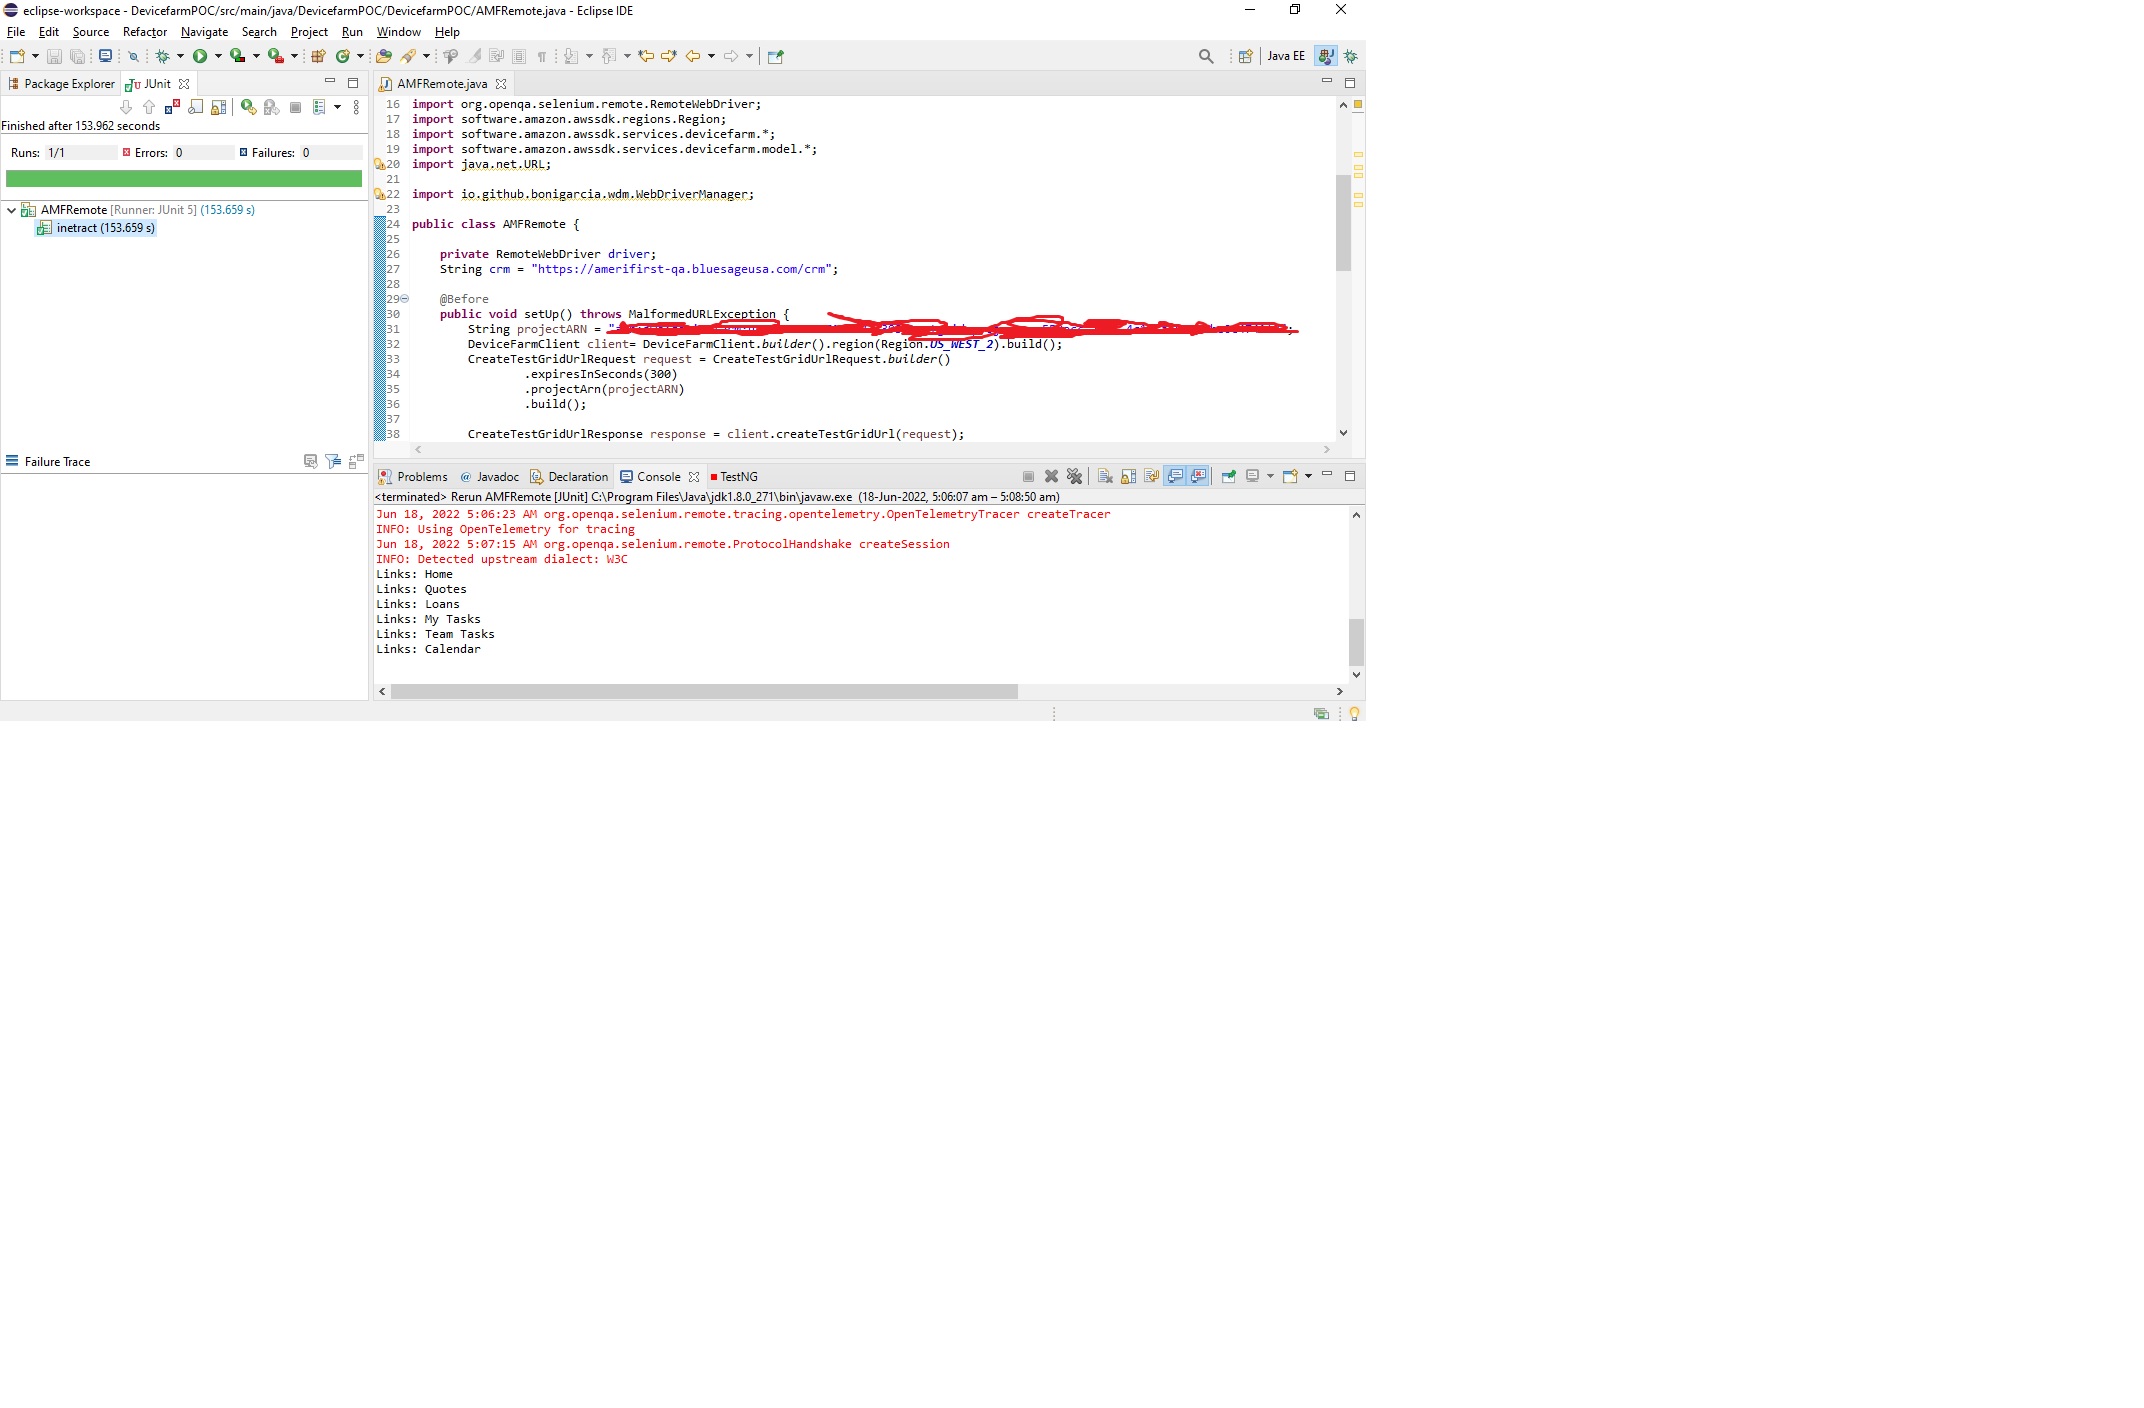 eclipse-workspace - DevicefarmPOC/src/main/java/DevicefarmPOC/DevicefarmPOC/AMFRemote.java - Eclipse IDE
File Edit Source Refactor Navigate Search Project Run Window Help
Java EE
Package Explorer JUnit
Finished after 153.962 seconds
Runs: 1/1 Errors: 0 Failures: 0
AMFRemote [Runner: JUnit 5] (153.659 s)
inetract (153.659 s)
Failure Trace
AMFRemote.java
16 import org.openqa.selenium.remote.RemoteWebDriver;
17 import software.amazon.awssdk.regions.Region;
18 import software.amazon.awssdk.services.devicefarm.*;
19 import software.amazon.awssdk.services.devicefarm.model.*;
20 import java.net.URL;
21
22 import io.github.bonigarcia.wdm.WebDriverManager;
23
24 public class AMFRemote {
25
26 private RemoteWebDriver driver;
27 String crm = "https://amerifirst-qa.bluesageusa.com/crm";
28
29 @Before
30 public void setUp() throws MalformedURLException {
31 String projectARN = "
32 DeviceFarmClient client= DeviceFarmClient.builder().region(Region.US_WEST_2).build();
33 CreateTestGridUrlRequest request = CreateTestGridUrlRequest.builder()
34 .expiresInSeconds(300)
35 .projectArn(projectARN)
36 .build();
37
38 CreateTestGridUrlResponse response = client.createTestGridUrl(request);
Problems @ Javadoc Declaration Console TestNG
<terminated> Rerun AMFRemote [JUnit] C:\Program Files\Java\jdk1.8.0_271\bin\javaw.exe (18-Jun-2022, 5:06:07 am – 5:08:50 am)
Jun 18, 2022 5:06:23 AM org.openqa.selenium.remote.tracing.opentelemetry.OpenTelemetryTracer createTracer
INFO: Using OpenTelemetry for tracing
Jun 18, 2022 5:07:15 AM org.openqa.selenium.remote.ProtocolHandshake createSession
INFO: Detected upstream dialect: W3C
Links: Home
Links: Quotes
Links: Loans
Links: My Tasks
Links: Team Tasks
Links: Calendar